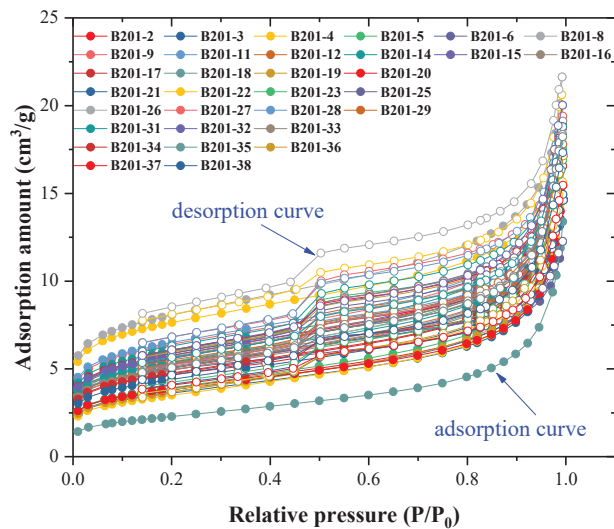 25
B201-2 B201-3 B201-4 B201-5 B201-6 B201-8
B201-9 B201-11 B201-12 B201-14 B201-15 B201-16
B201-17 B201-18 B201-19 B201-20
20
B201-21 B201-22 B201-23 B201-25
B201-26 B201-27 B201-28 B201-29
B201-31 B201-32 B201-33
B201-34 B201-35 B201-36
B201-37 B201-38
15
desorption curve
10
5
adsorption curve
0
Adsorption amount (cm³/g)
0.0 0.2 0.4 0.6 0.8 1.0
Relative pressure (P/P₀)